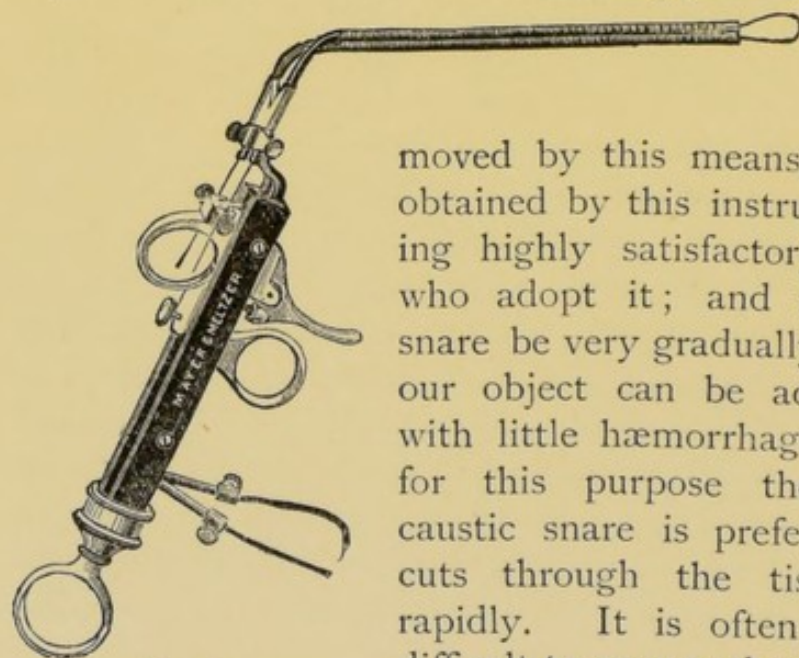 MAYER & MELTZER
moved by this means
obtained by this instru
ing highly satisfactor
who adopt it; and
snare be very gradually
our object can be ac
with little hæmorrhag
for this purpose th
caustic snare is prefe
cuts through the tis
rapidly. It is often